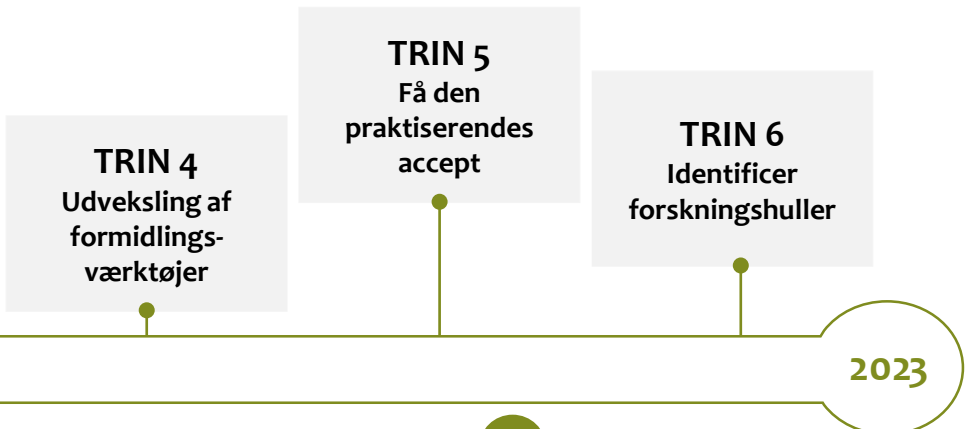 TRIN 4
Udveksling af
formidlings-
værktøjer
TRIN 5
Få den
praktiserendes
accept
TRIN 6
Identificer
forskningshuller
2023